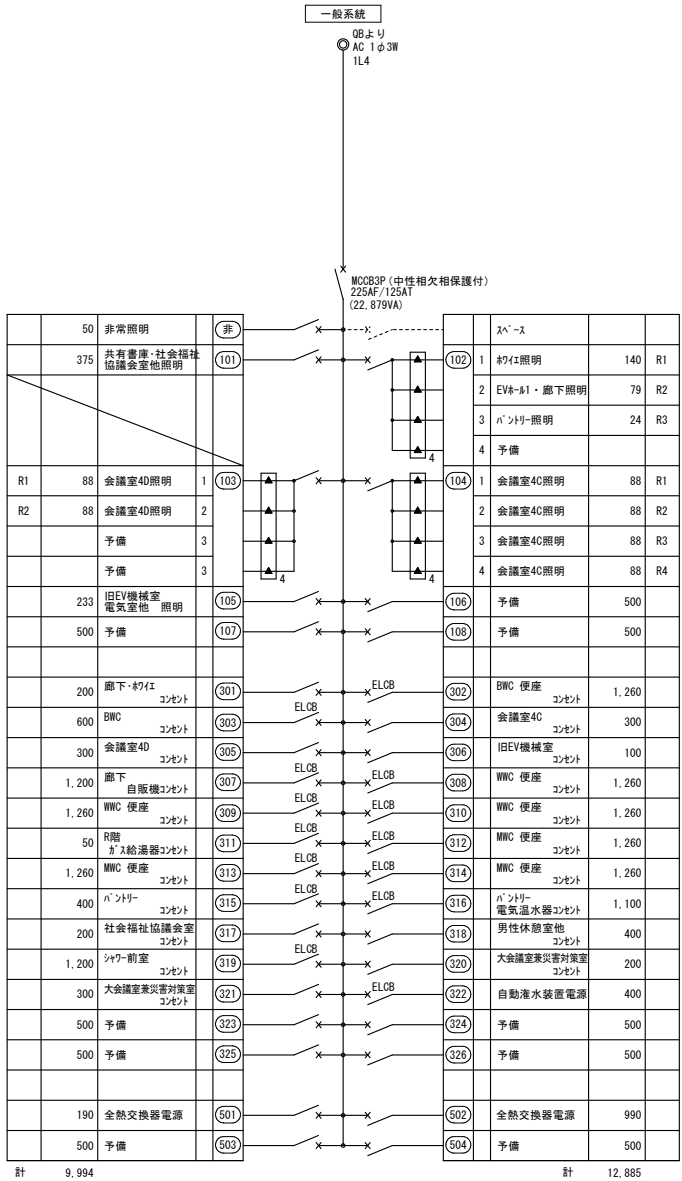 一般系統
QBより
AC 1φ3W
1L4
MCCB3P(中性相欠相保護付)
225AF/125AT
(22,879VA)
50 非常照明 非 スペース
375 共有書庫・社会福祉
協議会室他照明 101 102 1 ホワイエ照明 140 R1
2 EVホール1・廊下照明 79 R2
3 パントリー照明 24 R3
4 予備
4
R1 88 会議室4D照明 1 103 104 1 会議室4C照明 88 R1
R2 88 会議室4D照明 2 2 会議室4C照明 88 R2
予備 3 3 会議室4C照明 88 R3
予備 3 4 会議室4C照明 88 R4
4 4
233 旧EV機械室
電気室他 照明 105 106 予備 500
500 予備 107 108 予備 500
200 廊下・ホワイエ
コンセント 301 ELCB 302 BWC 便座
コンセント 1,260
600 BWC
コンセント 303 ELCB 304 会議室4C
コンセント 300
300 会議室4D
コンセント 305 306 旧EV機械室
コンセント 100
1,200 廊下
自販機コンセント 307 ELCB ELCB 308 WWC 便座
コンセント 1,260
1,260 WWC 便座
コンセント 309 ELCB ELCB 310 WWC 便座
コンセント 1,260
50 R階
ガス給湯器コンセント 311 ELCB ELCB 312 MWC 便座
コンセント 1,260
1,260 MWC 便座
コンセント 313 ELCB ELCB 314 MWC 便座
コンセント 1,260
400 パントリー
コンセント 315 ELCB ELCB 316 パントリー
電気温水器コンセント 1,100
200 社会福祉協議会室
コンセント 317 318 男性休憩室他
コンセント 400
1,200 シャワー前室
コンセント 319 ELCB 320 大会議室兼災害対策室
コンセント 200
300 大会議室兼災害対策室
コンセント 321 ELCB 322 自動潅水装置電源 400
500 予備 323 324 予備 500
500 予備 325 326 予備 500
190 全熱交換器電源 501 502 全熱交換器電源 990
500 予備 503 504 予備 500
計 9,994 計 12,885